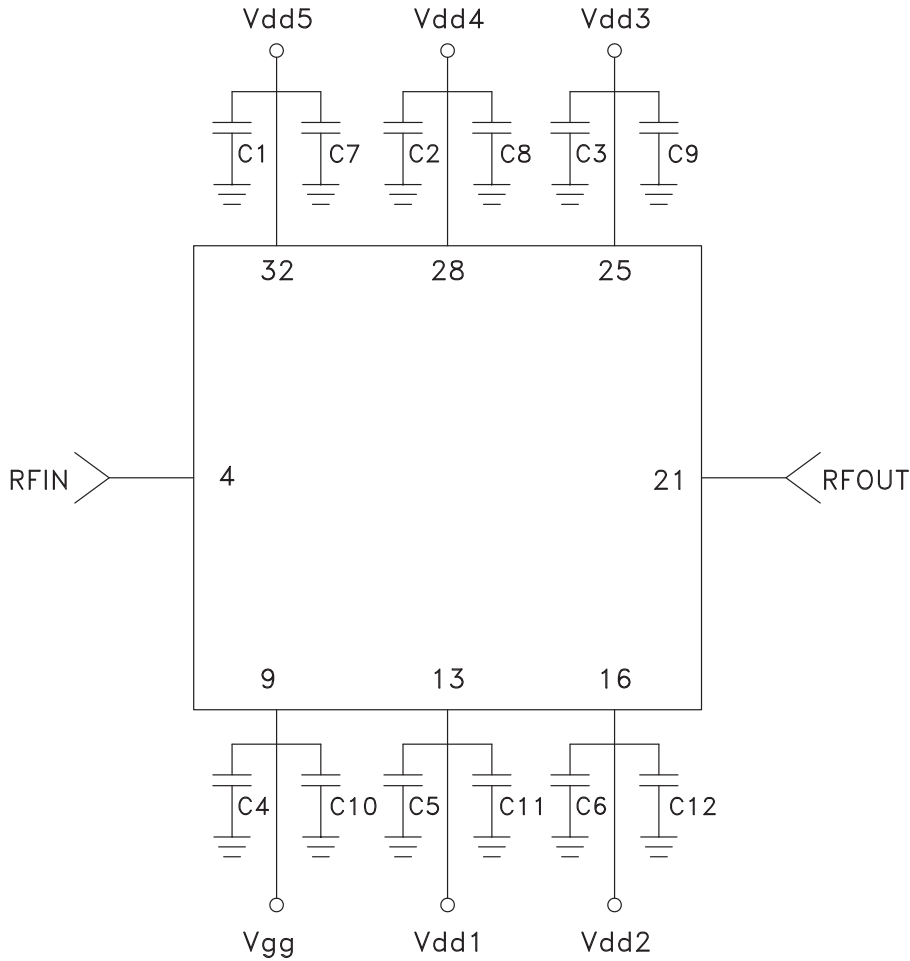 Vdd5 Vdd4 Vdd3
C1 C7 C2 C8 C3 C9
32 28 25
RFIN 4 21 RFOUT
9 13 16
C4 C10 C5 C11 C6 C12
Vgg Vdd1 Vdd2